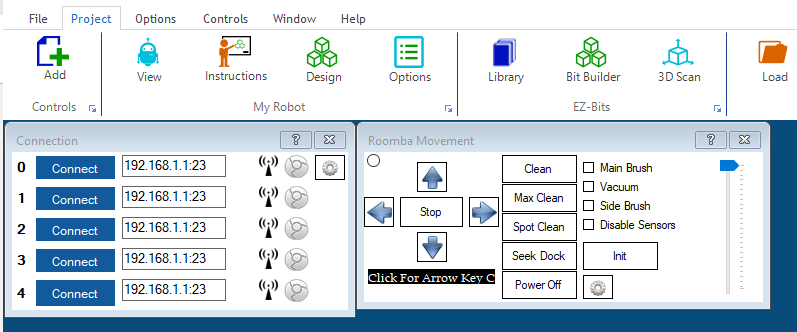 File Project Options Controls Window Help
Add View Instructions Design Options Library Bit Builder 3D Scan Load
Controls My Robot EZ-Bits
Connection ?
0 Connect 192.168.1.1:23
1 Connect 192.168.1.1:23
2 Connect 192.168.1.1:23
3 Connect 192.168.1.1:23
4 Connect 192.168.1.1:23
Roomba Movement ?
Stop
Click For Arrow Key C
Clean
Max Clean
Spot Clean
Seek Dock
Power Off
Main Brush
Vacuum
Side Brush
Disable Sensors
Init